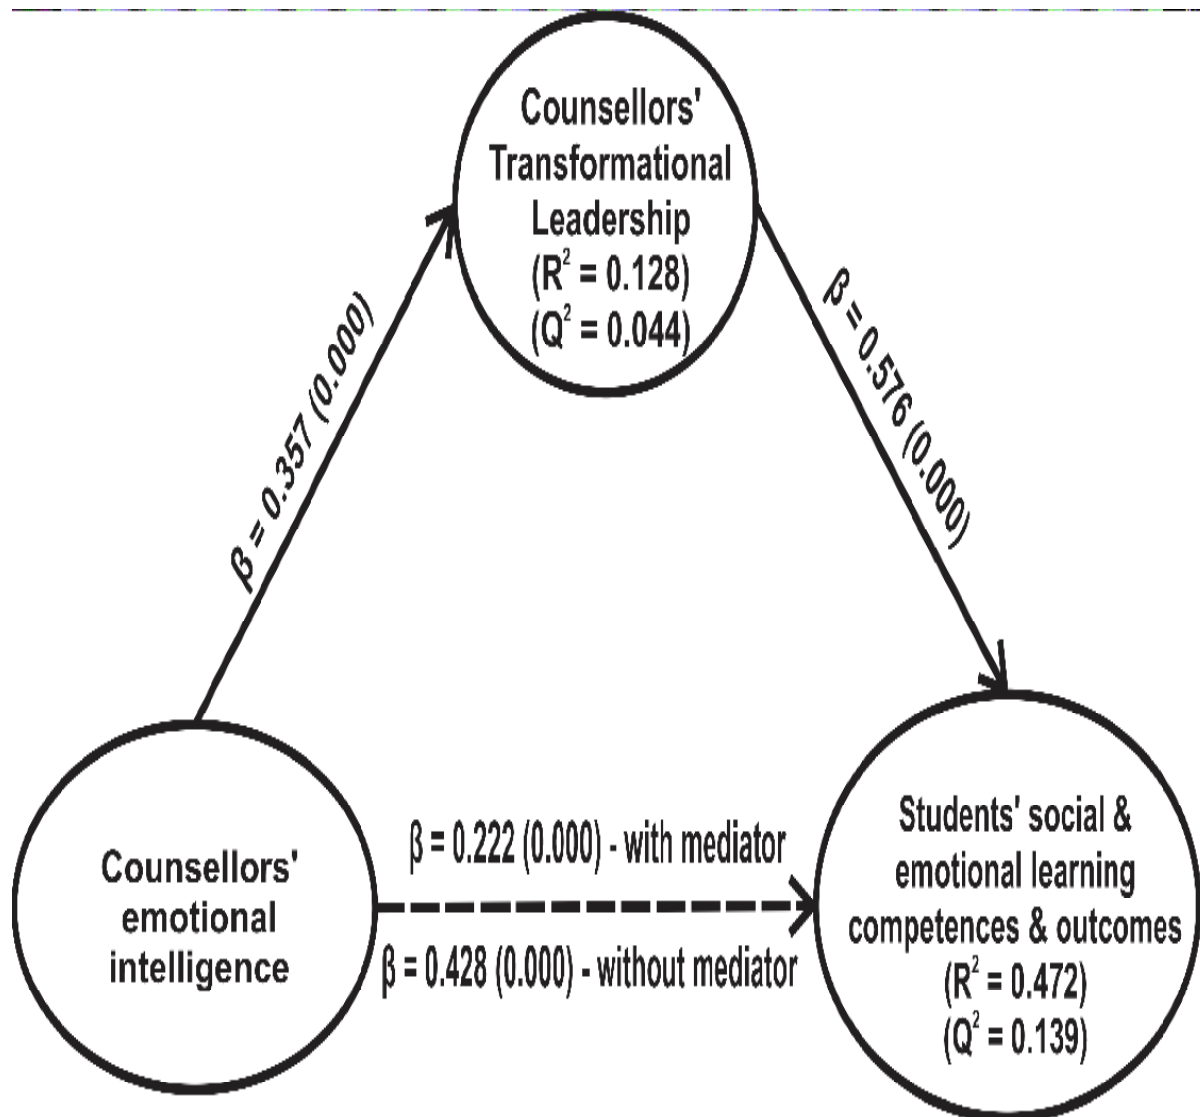 Counsellors'
Transformational
Leadership
(R² = 0.128)
(Q² = 0.044)
β = 0.357 (0.000)
β = 0.576 (0.000)
Counsellors'
emotional
intelligence
β = 0.222 (0.000) - with mediator
β = 0.428 (0.000) - without mediator
Students' social &
emotional learning
competences & outcomes
(R² = 0.472)
(Q² = 0.139)